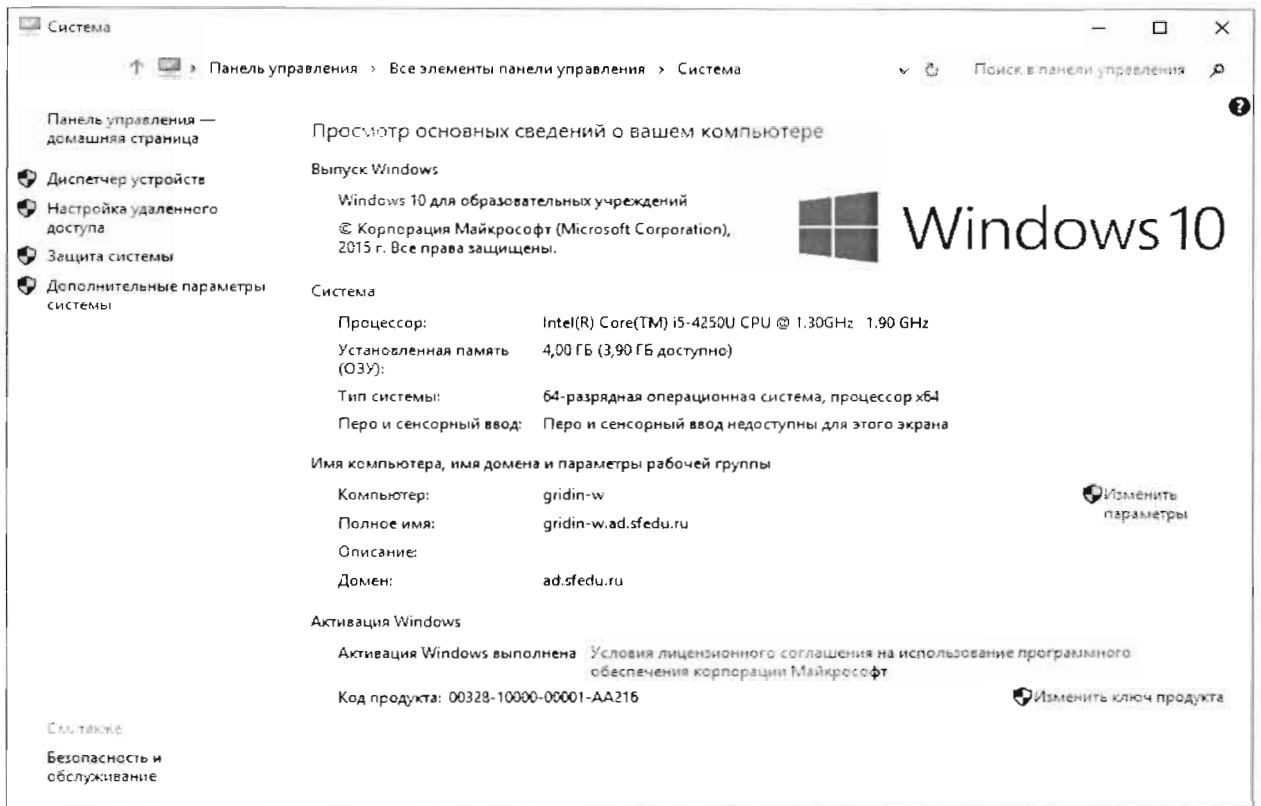 Система
Панель управления › Все элементы панели управления › Система
Поиск в панели управления
Панель управления —
домашняя страница
Диспетчер устройств
Настройка удаленного
доступа
Защита системы
Дополнительные параметры
системы
Просмотр основных сведений о вашем компьютере
Выпуск Windows
Windows 10 для образовательных учреждений
© Корпорация Майкрософт (Microsoft Corporation),
2015 г. Все права защищены.
Windows 10
Система
Процессор: Intel(R) Core(TM) i5-4250U CPU @ 1.30GHz 1.90 GHz
Установленная память 4,00 ГБ (3,90 ГБ доступно)
(ОЗУ):
Тип системы: 64-разрядная операционная система, процессор x64
Перо и сенсорный ввод: Перо и сенсорный ввод недоступны для этого экрана
Имя компьютера, имя домена и параметры рабочей группы
Компьютер: gridin-w
Изменить
параметры
Полное имя: gridin-w.ad.sfedu.ru
Описание:
Домен: ad.sfedu.ru
Активация Windows
Активация Windows выполнена Условия лицензионного соглашения на использование программного
обеспечения корпорации Майкрософт
Код продукта: 00328-10000-00001-AA216
Изменить ключ продукта
См. также
Безопасность и
обслуживание